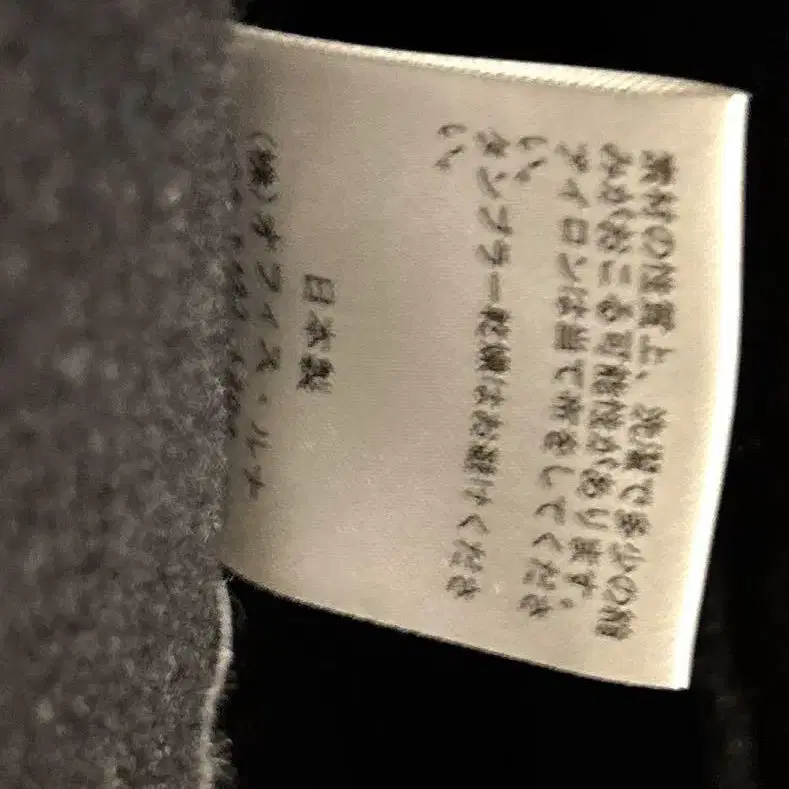 素材の性質上、洗濯で多少の縮
みがおこる可能性があります。
アイロンは当て布をしてくださ
い。
タンブラー乾燥はお避けくださ
い。
日本製
(株)オフィス・ルナ